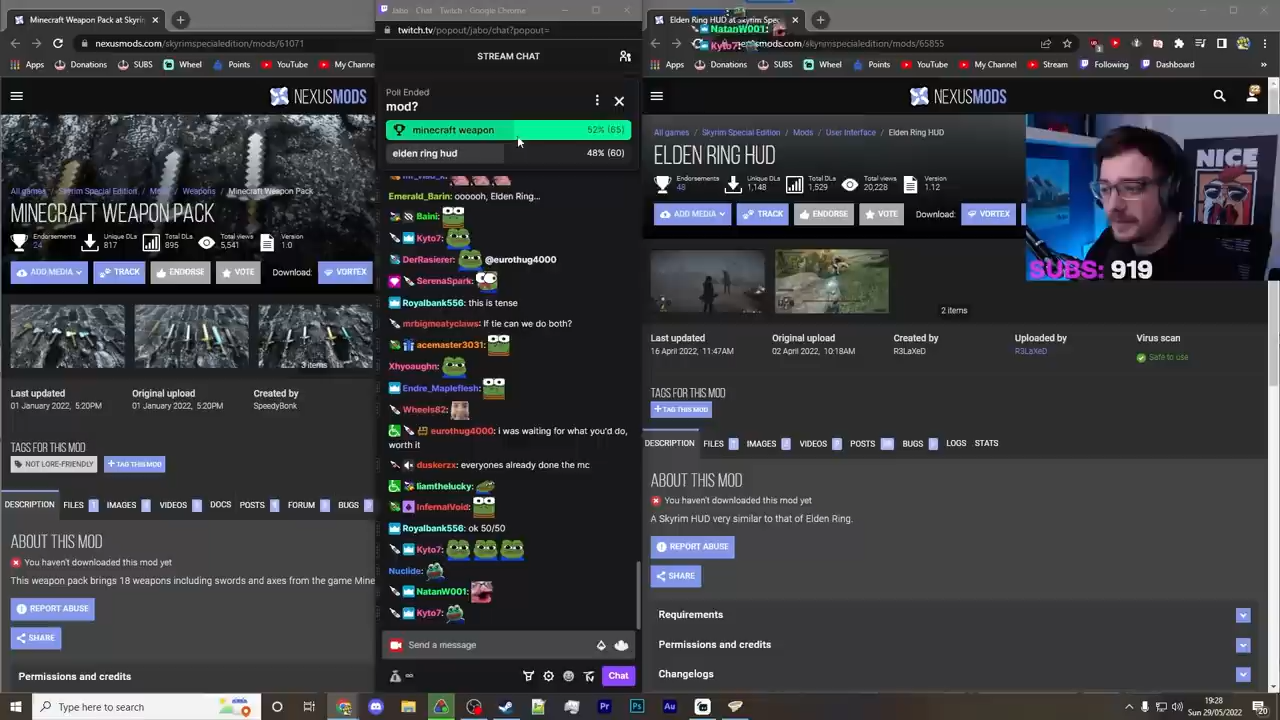 Minecraft Weapon Pack at Skyrim
nexusmods.com/skyrimspecialedition/mods/61071
Apps
Donations
SUBS
Wheel
Points
YouTube
My Channel
NEXUSMODS
All games
Skyrim Special Edition
Mods
Weapons
Minecraft Weapon Pack
MINECRAFT WEAPON PACK
Endorsements
24
Unique DLs
817
Total DLs
895
Total views
5,541
Version
1.0
ADD MEDIA
TRACK
ENDORSE
VOTE
Download:
VORTEX
3 items
Last updated
01 January 2022, 5:20PM
Original upload
01 January 2022, 5:20PM
Created by
SpeedyBonk
TAGS FOR THIS MOD
NOT LORE-FRIENDLY
+ TAG THIS MOD
DESCRIPTION
FILES 1
IMAGES 3
VIDEOS
DOCS
POSTS
FORUM
BUGS
ABOUT THIS MOD
You haven't downloaded this mod yet
This weapon pack brings 18 weapons including swords and axes from the game Mine
REPORT ABUSE
SHARE
Permissions and credits
Jabo - Chat - Twitch - Google Chrome
twitch.tv/popout/jabo/chat?popout=
STREAM CHAT
Poll Ended
mod?
minecraft weapon 52% (65)
elden ring hud 48% (60)
Emerald_Barin: oooooh, Elden Ring...
Baini:
Kyto7:
DerRasierer: @eurothug4000
SerenaSpark:
Royalbank556: this is tense
mrbigmeatyclaws: If tie can we do both?
acemaster3031:
Xhyoaughn:
Endre_Mapleflesh:
Wheels82:
eurothug4000: i was waiting for what you'd do,
worth it
duskerzx: everyones already done the mc
liamthelucky:
InfernalVoid:
Royalbank556: ok 50/50
Kyto7:
Nuclide:
NatanW001:
Kyto7:
Send a message
Chat
Elden Ring HUD at Skyrim Spec
NatanW001:
Kyto7:
mods.com/skyrimspecialedition/mods/65855
Apps
Donations
SUBS
Wheel
Points
YouTube
My Channel
Stream
Following
Dashboard
NEXUSMODS
All games
Skyrim Special Edition
Mods
User Interface
Elden Ring HUD
ELDEN RING HUD
Endorsements
48
Unique DLs
1,148
Total DLs
1,529
Total views
20,228
Version
1.12
ADD MEDIA
TRACK
ENDORSE
VOTE
Download:
VORTEX
NICE
SUBS: 919
2 items
Last updated
16 April 2022, 11:47AM
Original upload
02 April 2022, 10:18AM
Created by
R3LaXeD
Uploaded by
R3LaXeD
Virus scan
Safe to use
TAGS FOR THIS MOD
+ TAG THIS MOD
DESCRIPTION
FILES
IMAGES
VIDEOS
POSTS
BUGS
LOGS
STATS
ABOUT THIS MOD
You haven't downloaded this mod yet
A Skyrim HUD very similar to that of Elden Ring.
REPORT ABUSE
SHARE
Requirements
Permissions and credits
Changelogs
Type here to search
19:28
Sun 29/05/2022